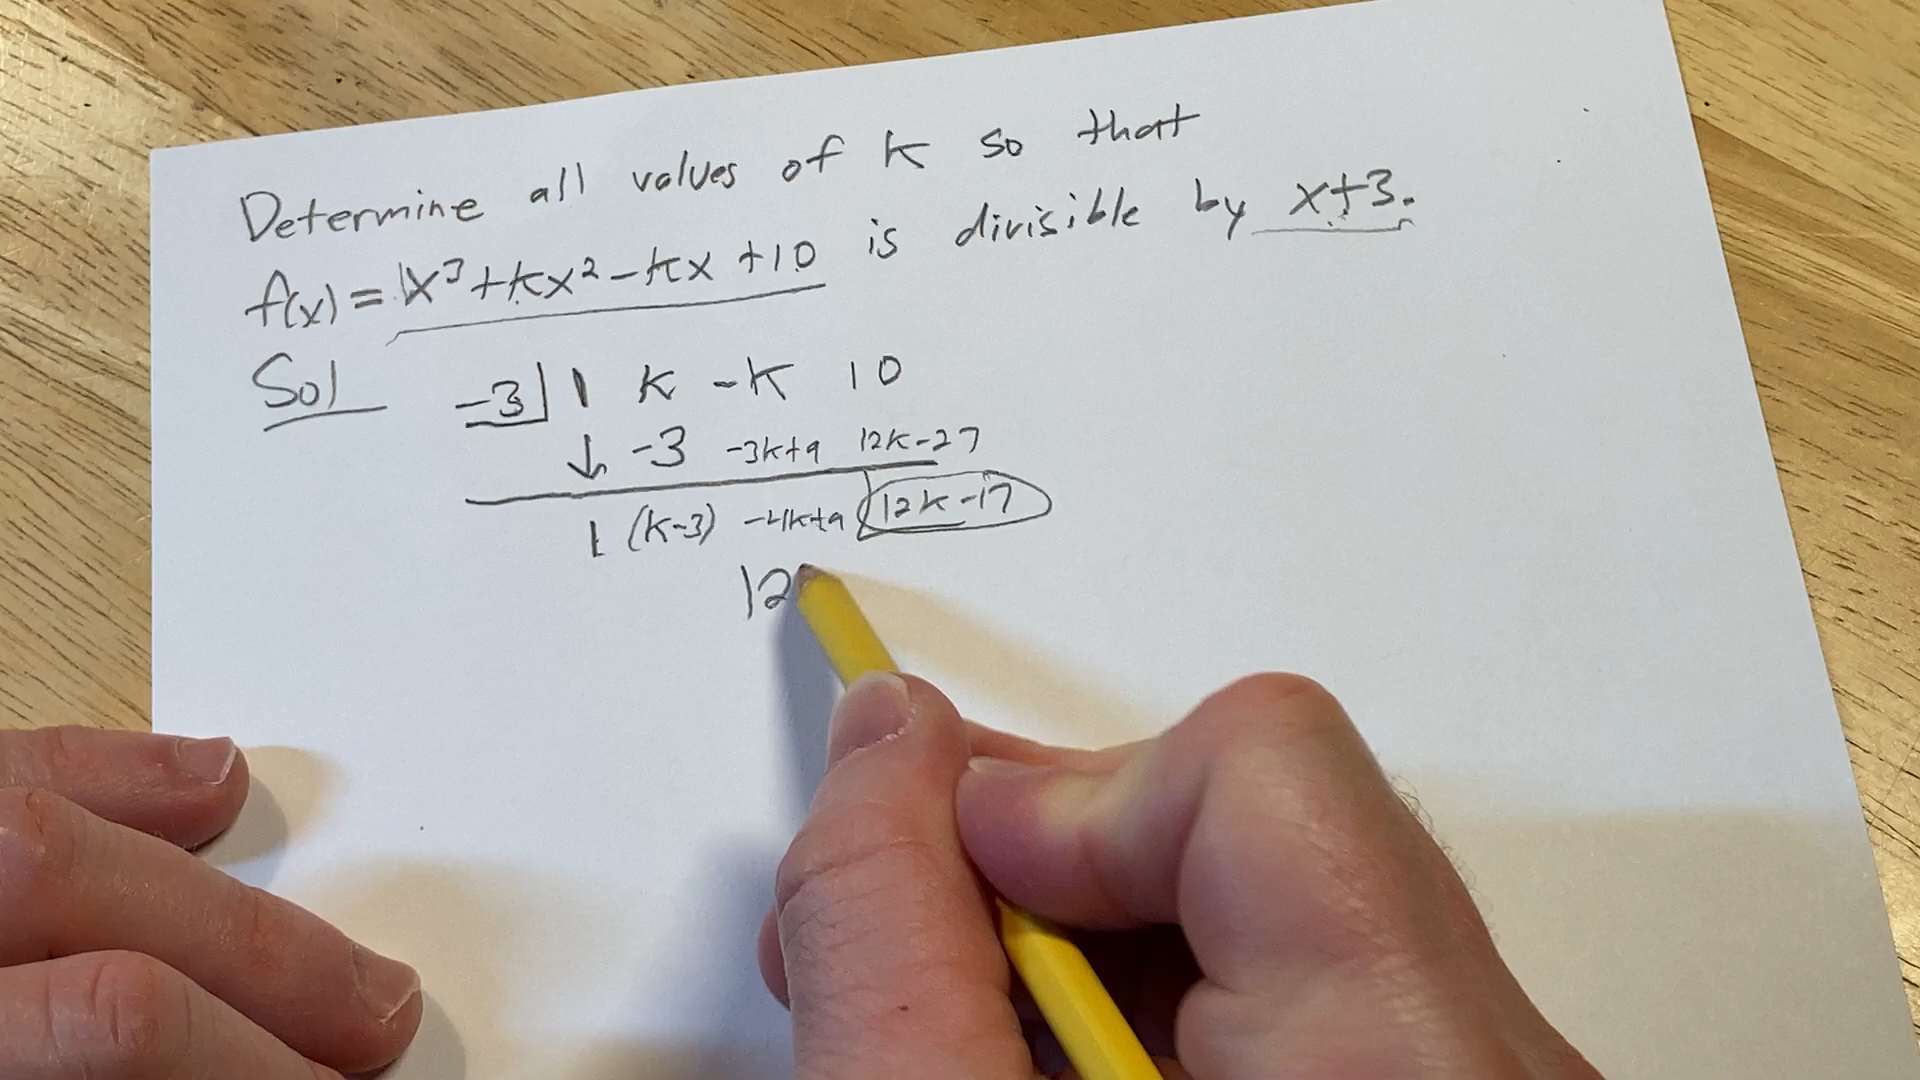 Determine all values of k so that
f(x) = 1x³+kx²-kx+10 is divisible by x+3.
Sol -3 1 k -k 10
↓ -3 -3k+9 12k-27
1 (k-3) -4k+9 12k-17
12